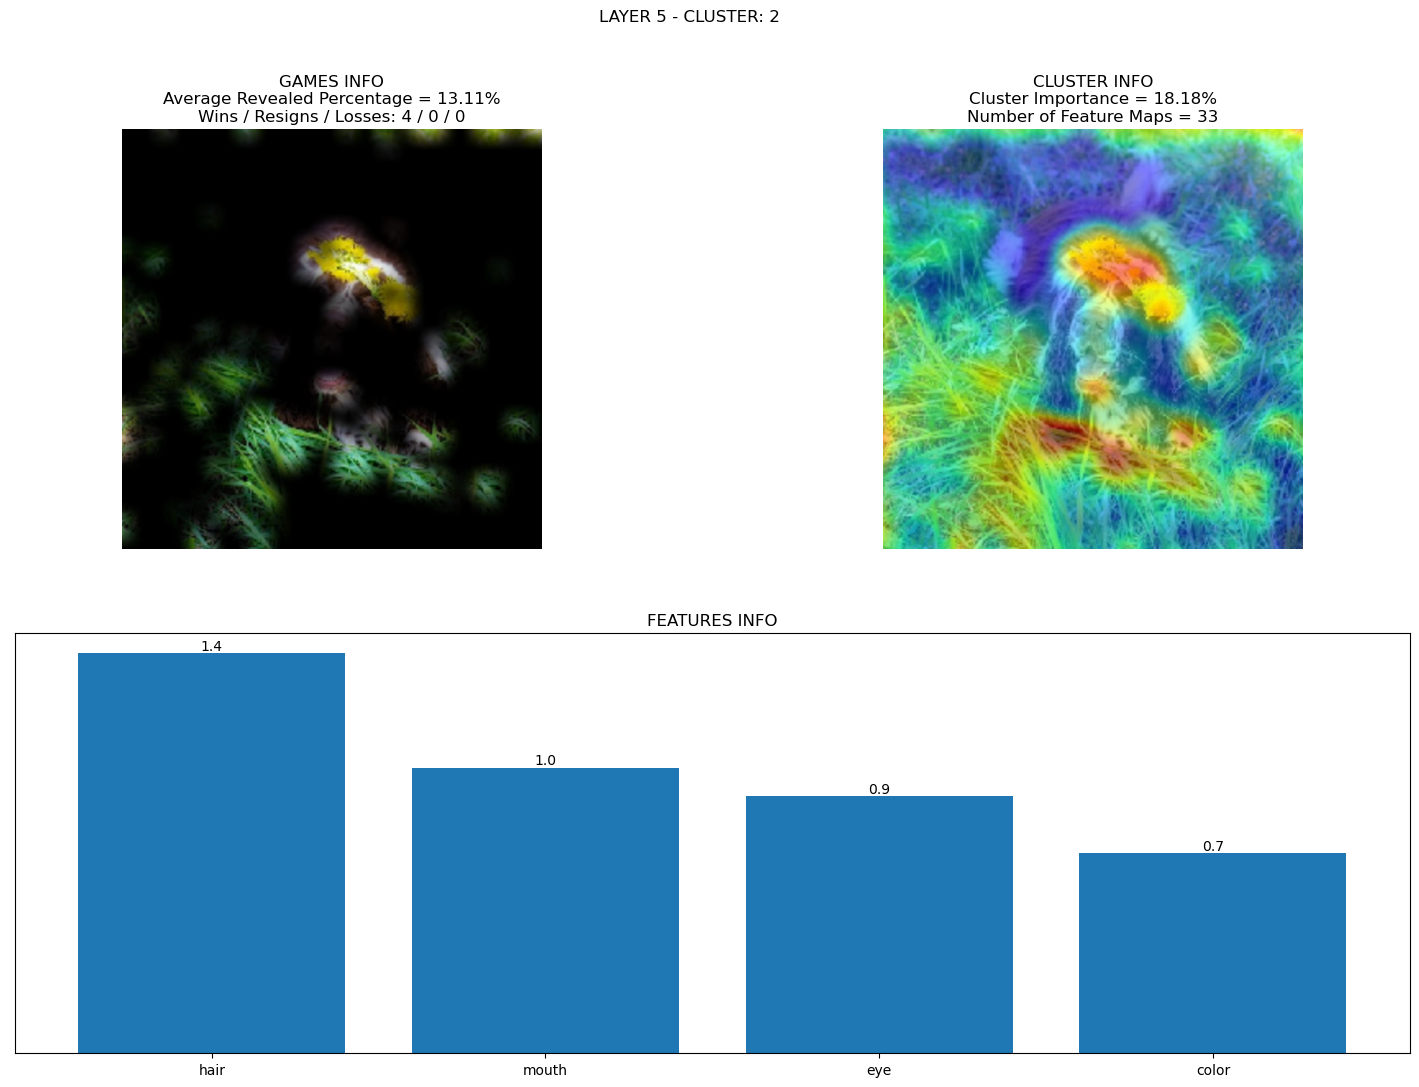 LAYER 5 - CLUSTER: 2
GAMES INFO
Average Revealed Percentage = 13.11%
Wins / Resigns / Losses: 4 / 0 / 0
CLUSTER INFO
Cluster Importance = 18.18%
Number of Feature Maps = 33
FEATURES INFO
1.4
1.0
0.9
0.7
hair
mouth
eye
color